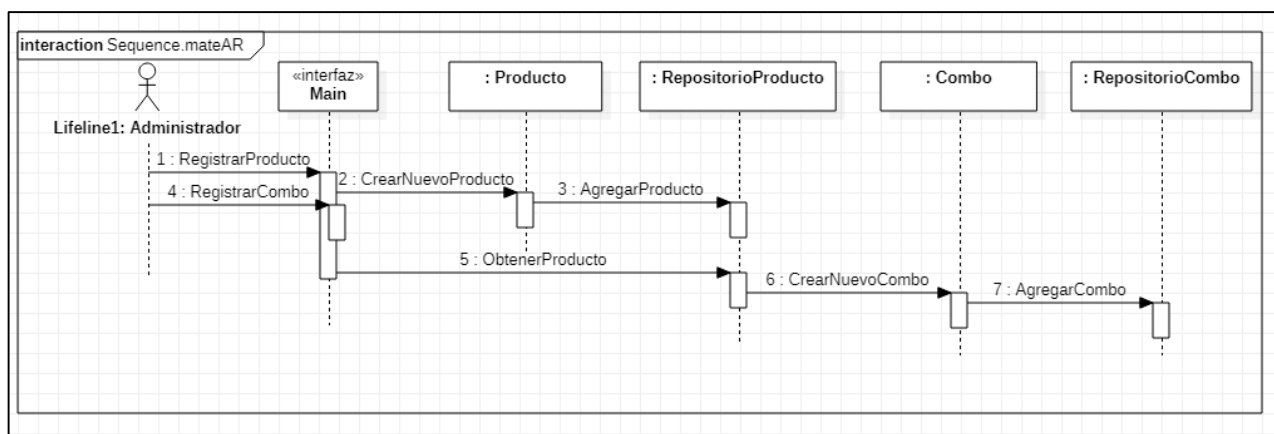 interaction Sequence.mateAR
«interfaz»
Main
: Producto
: RepositorioProducto
: Combo
: RepositorioCombo
Lifeline1: Administrador
1 : RegistrarProducto
2 : CrearNuevoProducto
3 : AgregarProducto
4 : RegistrarCombo
5 : ObtenerProducto
6 : CrearNuevoCombo
7 : AgregarCombo